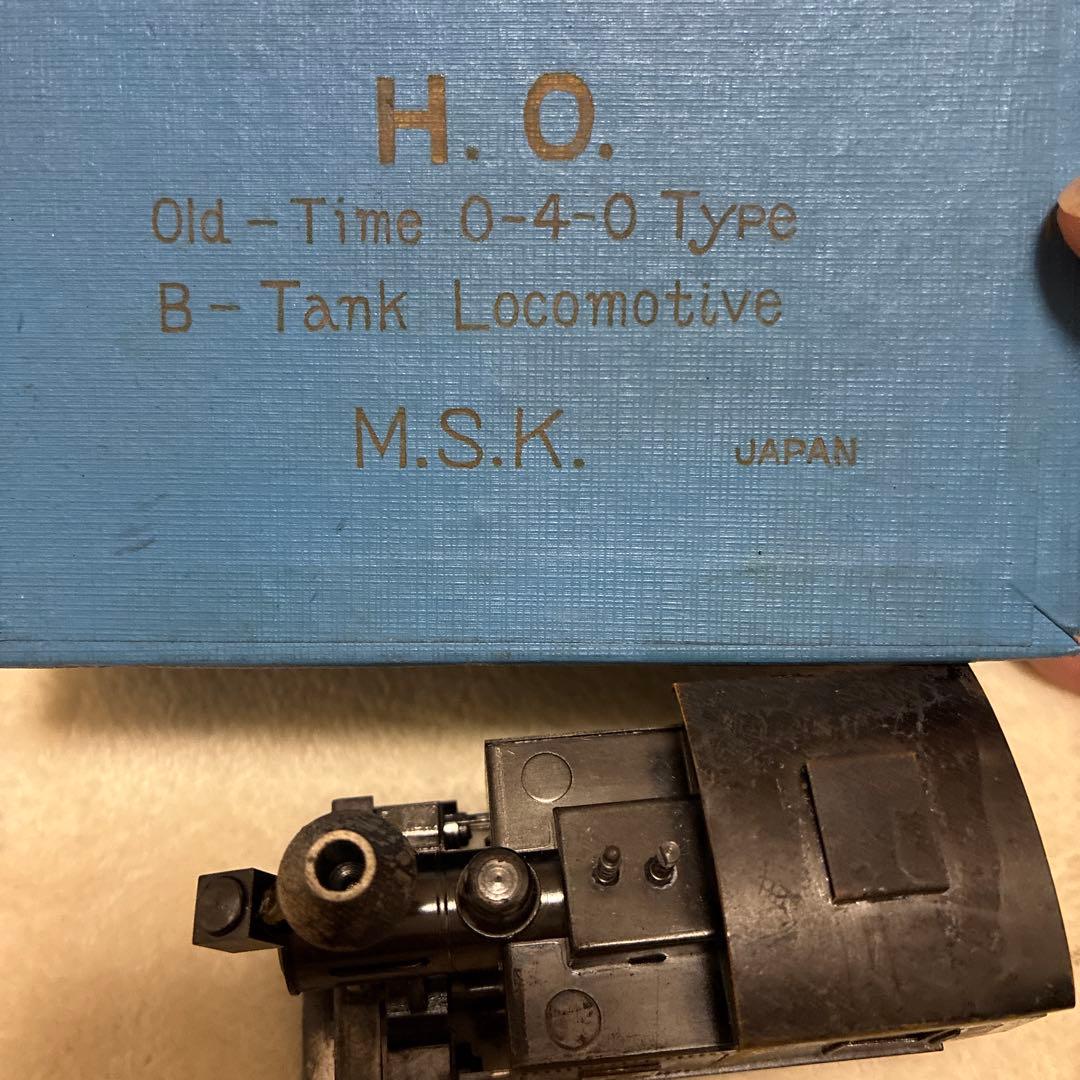 H. O.
Old-Time 0-4-0 Type
B-Tank Locomotive
M.S.K. JAPAN